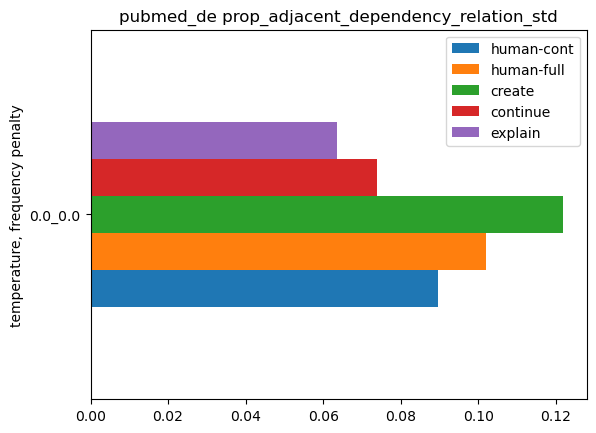 pubmed_de prop_adjacent_dependency_relation_std
human-cont
human-full
create
continue
explain
temperature, frequency penalty
0.0_0.0
0.00 0.02 0.04 0.06 0.08 0.10 0.12